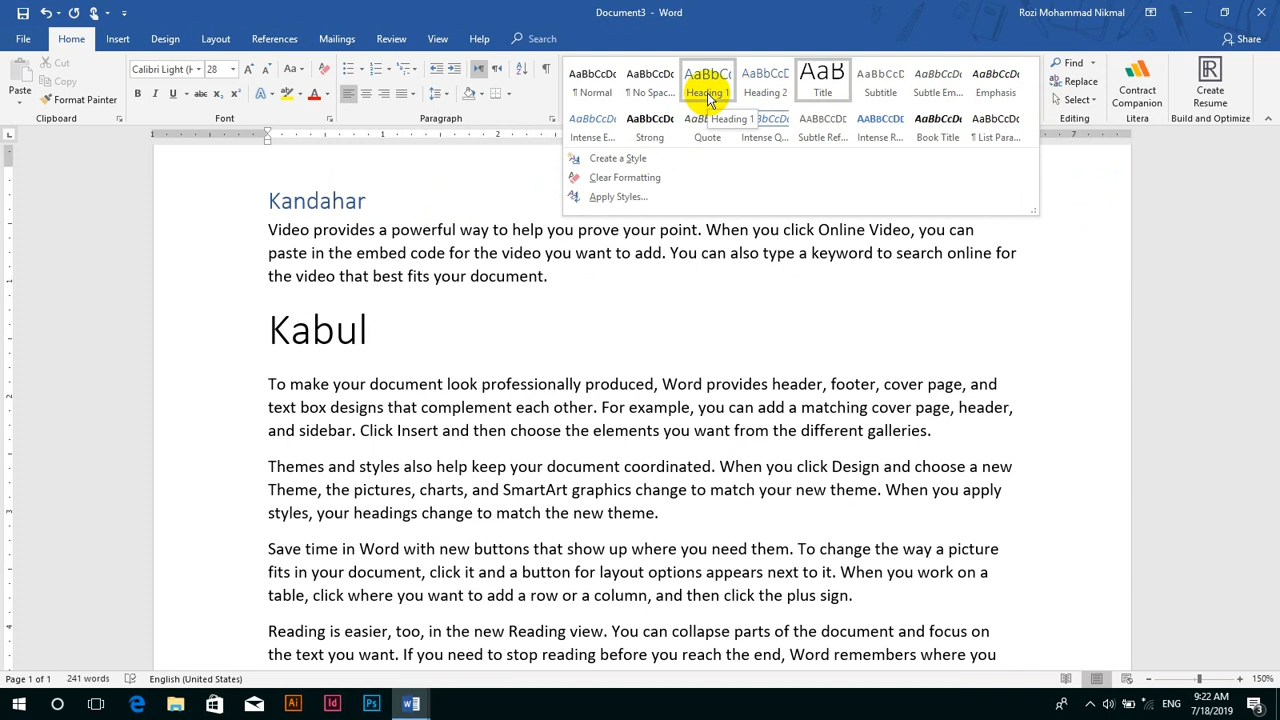 Document3 - Word
Rozi Mohammad Nikmal
File Home Insert Design Layout References Mailings Review View Help Search Share
Cut
Copy
Format Painter
Paste
Clipboard
Calibri Light (H 28
Font
Paragraph
AaBbCcDc AaBbCcDc AaBbC( AaBbCcD AaB AaBbCcD AaBbCcDc AaBbCcDc
¶ Normal ¶ No Spac... Heading 1 Heading 2 Title Subtitle Subtle Em... Emphasis
AaBbCcDc AaBbCcDc Heading 1 AaBbCcDc AaBbCcDc AaBbCcDc AaBbCcDc
Intense E... Strong Quote Intense Q... Subtle Ref... Intense R... Book Title ¶ List Para...
Create a Style
Clear Formatting
Apply Styles...
Find
Replace
Select
Editing
Contract Companion
Litera
Create Resume
Build and Optimize
Kandahar
Video provides a powerful way to help you prove your point. When you click Online Video, you can
paste in the embed code for the video you want to add. You can also type a keyword to search online for
the video that best fits your document.
Kabul
To make your document look professionally produced, Word provides header, footer, cover page, and
text box designs that complement each other. For example, you can add a matching cover page, header,
and sidebar. Click Insert and then choose the elements you want from the different galleries.
Themes and styles also help keep your document coordinated. When you click Design and choose a new
Theme, the pictures, charts, and SmartArt graphics change to match your new theme. When you apply
styles, your headings change to match the new theme.
Save time in Word with new buttons that show up where you need them. To change the way a picture
fits in your document, click it and a button for layout options appears next to it. When you work on a
table, click where you want to add a row or a column, and then click the plus sign.
Reading is easier, too, in the new Reading view. You can collapse parts of the document and focus on
the text you want. If you need to stop reading before you reach the end, Word remembers where you
Page 1 of 1 241 words English (United States) 150%
ENG 9:22 AM
7/18/2019